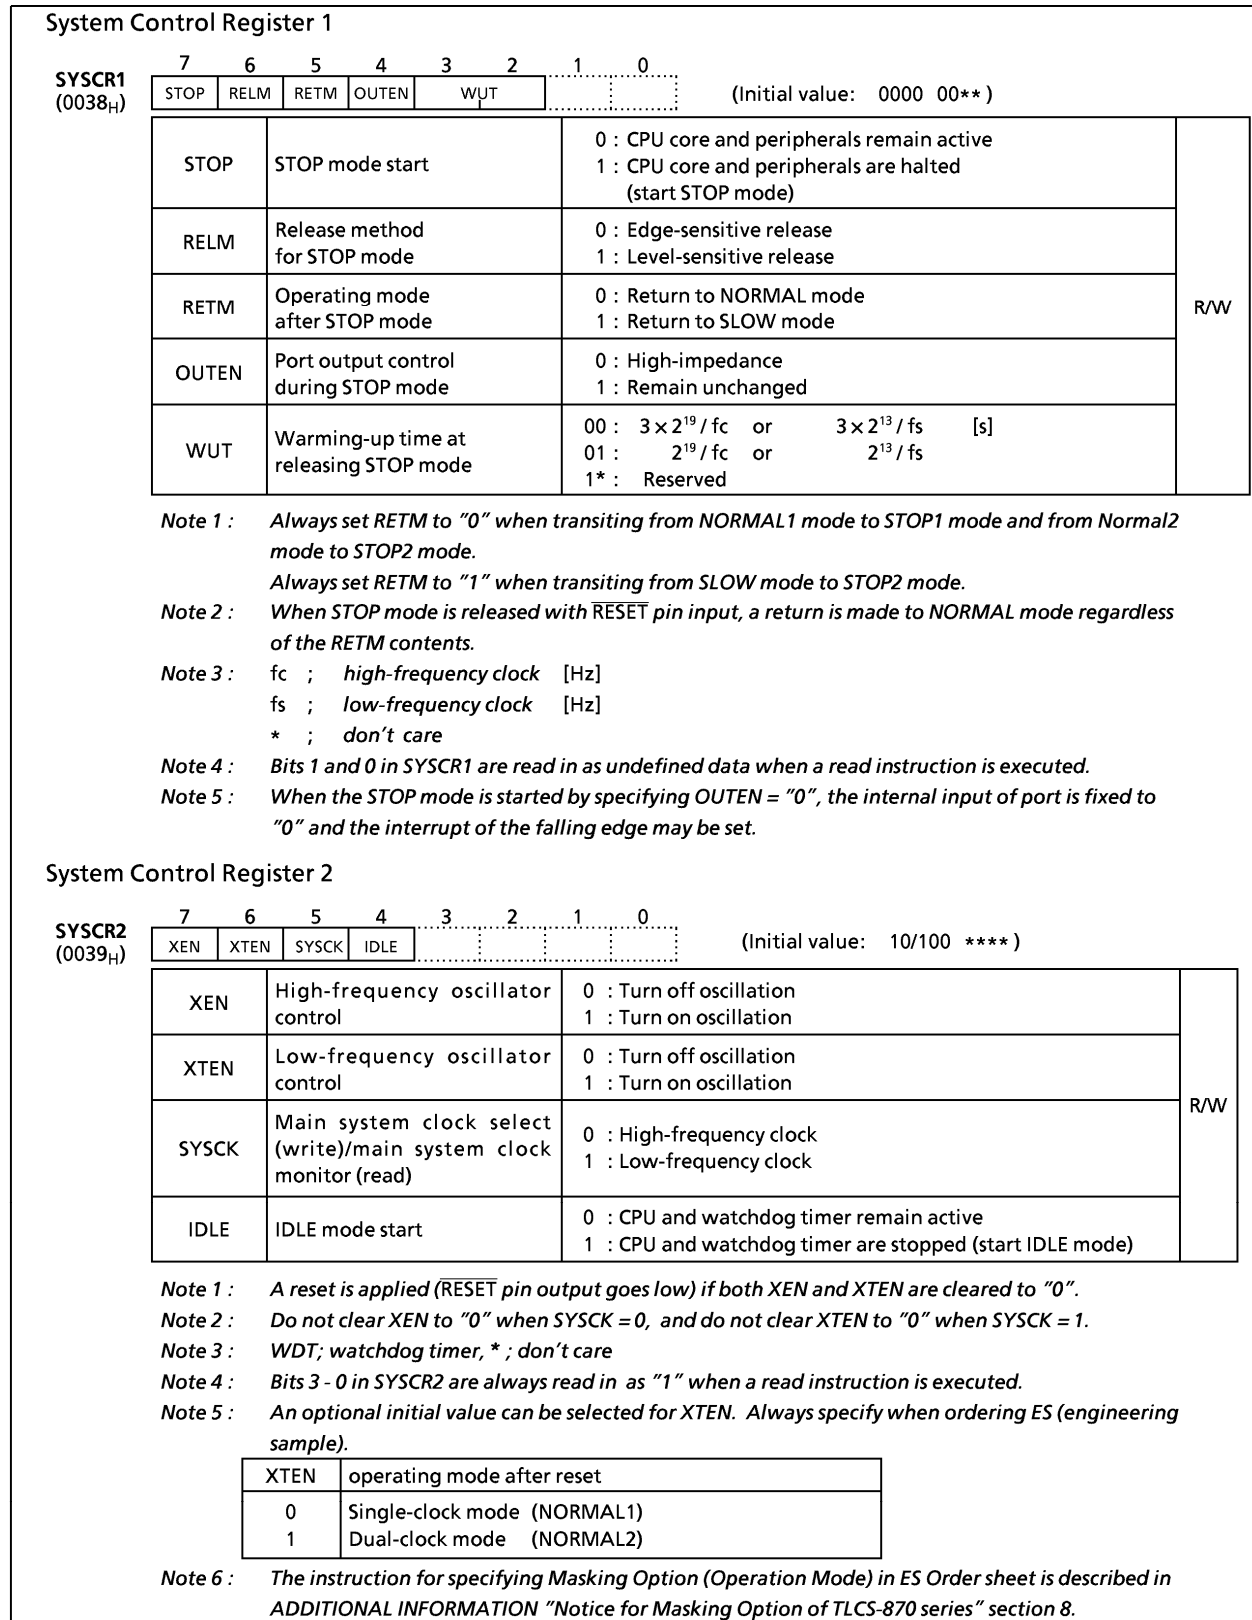 System Control Register 1
7 6 5 4 3 2 1 0
SYSCR1 (0038H) STOP RELM RETM OUTEN WUT (Initial value: 0000 00**)
STOP STOP mode start 0 : CPU core and peripherals remain active
1 : CPU core and peripherals are halted
(start STOP mode)
RELM Release method for STOP mode 0 : Edge-sensitive release
1 : Level-sensitive release
RETM Operating mode after STOP mode 0 : Return to NORMAL mode
1 : Return to SLOW mode
R/W
OUTEN Port output control during STOP mode 0 : High-impedance
1 : Remain unchanged
WUT Warming-up time at releasing STOP mode 00 : 3 × 2¹⁹ / fc or 3 × 2¹³ / fs [s]
01 : 2¹⁹ / fc or 2¹³ / fs
1* : Reserved
Note 1 : Always set RETM to "0" when transiting from NORMAL1 mode to STOP1 mode and from Normal2
mode to STOP2 mode.
Always set RETM to "1" when transiting from SLOW mode to STOP2 mode.
Note 2 : When STOP mode is released with RESET pin input, a return is made to NORMAL mode regardless
of the RETM contents.
Note 3 : fc ; high-frequency clock [Hz]
fs ; low-frequency clock [Hz]
* ; don't care
Note 4 : Bits 1 and 0 in SYSCR1 are read in as undefined data when a read instruction is executed.
Note 5 : When the STOP mode is started by specifying OUTEN = "0", the internal input of port is fixed to
"0" and the interrupt of the falling edge may be set.
System Control Register 2
7 6 5 4 3 2 1 0
SYSCR2 (0039H) XEN XTEN SYSCK IDLE (Initial value: 10/100 ****)
XEN High-frequency oscillator control 0 : Turn off oscillation
1 : Turn on oscillation
XTEN Low-frequency oscillator control 0 : Turn off oscillation
1 : Turn on oscillation
R/W
SYSCK Main system clock select (write)/main system clock monitor (read) 0 : High-frequency clock
1 : Low-frequency clock
IDLE IDLE mode start 0 : CPU and watchdog timer remain active
1 : CPU and watchdog timer are stopped (start IDLE mode)
Note 1 : A reset is applied (RESET pin output goes low) if both XEN and XTEN are cleared to "0".
Note 2 : Do not clear XEN to "0" when SYSCK = 0, and do not clear XTEN to "0" when SYSCK = 1.
Note 3 : WDT; watchdog timer, * ; don't care
Note 4 : Bits 3 - 0 in SYSCR2 are always read in as "1" when a read instruction is executed.
Note 5 : An optional initial value can be selected for XTEN. Always specify when ordering ES (engineering
sample).
XTEN operating mode after reset
0 Single-clock mode (NORMAL1)
1 Dual-clock mode (NORMAL2)
Note 6 : The instruction for specifying Masking Option (Operation Mode) in ES Order sheet is described in
ADDITIONAL INFORMATION "Notice for Masking Option of TLCS-870 series" section 8.